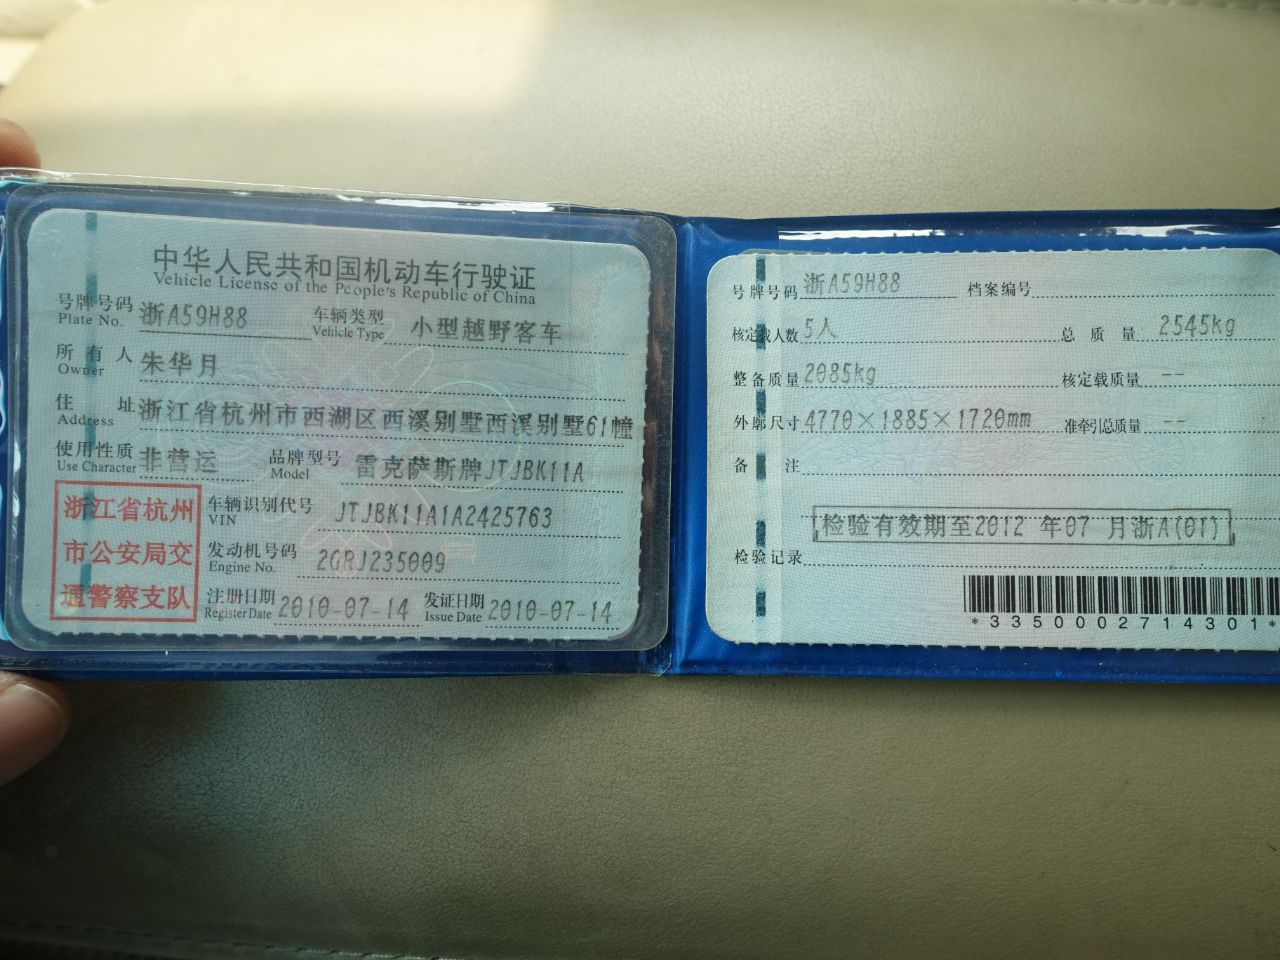 中华人民共和国机动车行驶证
Vehicle License of the People's Republic of China
号牌号码 浙A59H88 车辆类型 小型越野客车
Plate No. Vehicle Type
所有人 朱华月
Owner
住址 浙江省杭州市西湖区西溪别墅西溪别墅61幢
Address
使用性质 非营运 品牌型号 雷克萨斯牌JTJBK11A
Use Character Model
浙江省杭州
市公安局交
通警察支队
车辆识别代号 JTJBK11A1A2425763
VIN
发动机号码 2GRJ235009
Engine No.
注册日期 2010-07-14 发证日期 2010-07-14
Register Date Issue Date
号牌号码 浙A59H88 档案编号
核定载人数 5人 总质量 2545kg
整备质量 2085kg 核定载质量 --
外廓尺寸 4770×1885×1720mm 准牵引总质量 --
备注
检验有效期至2012 年07 月浙A(01)
检验记录
*3350002714301*